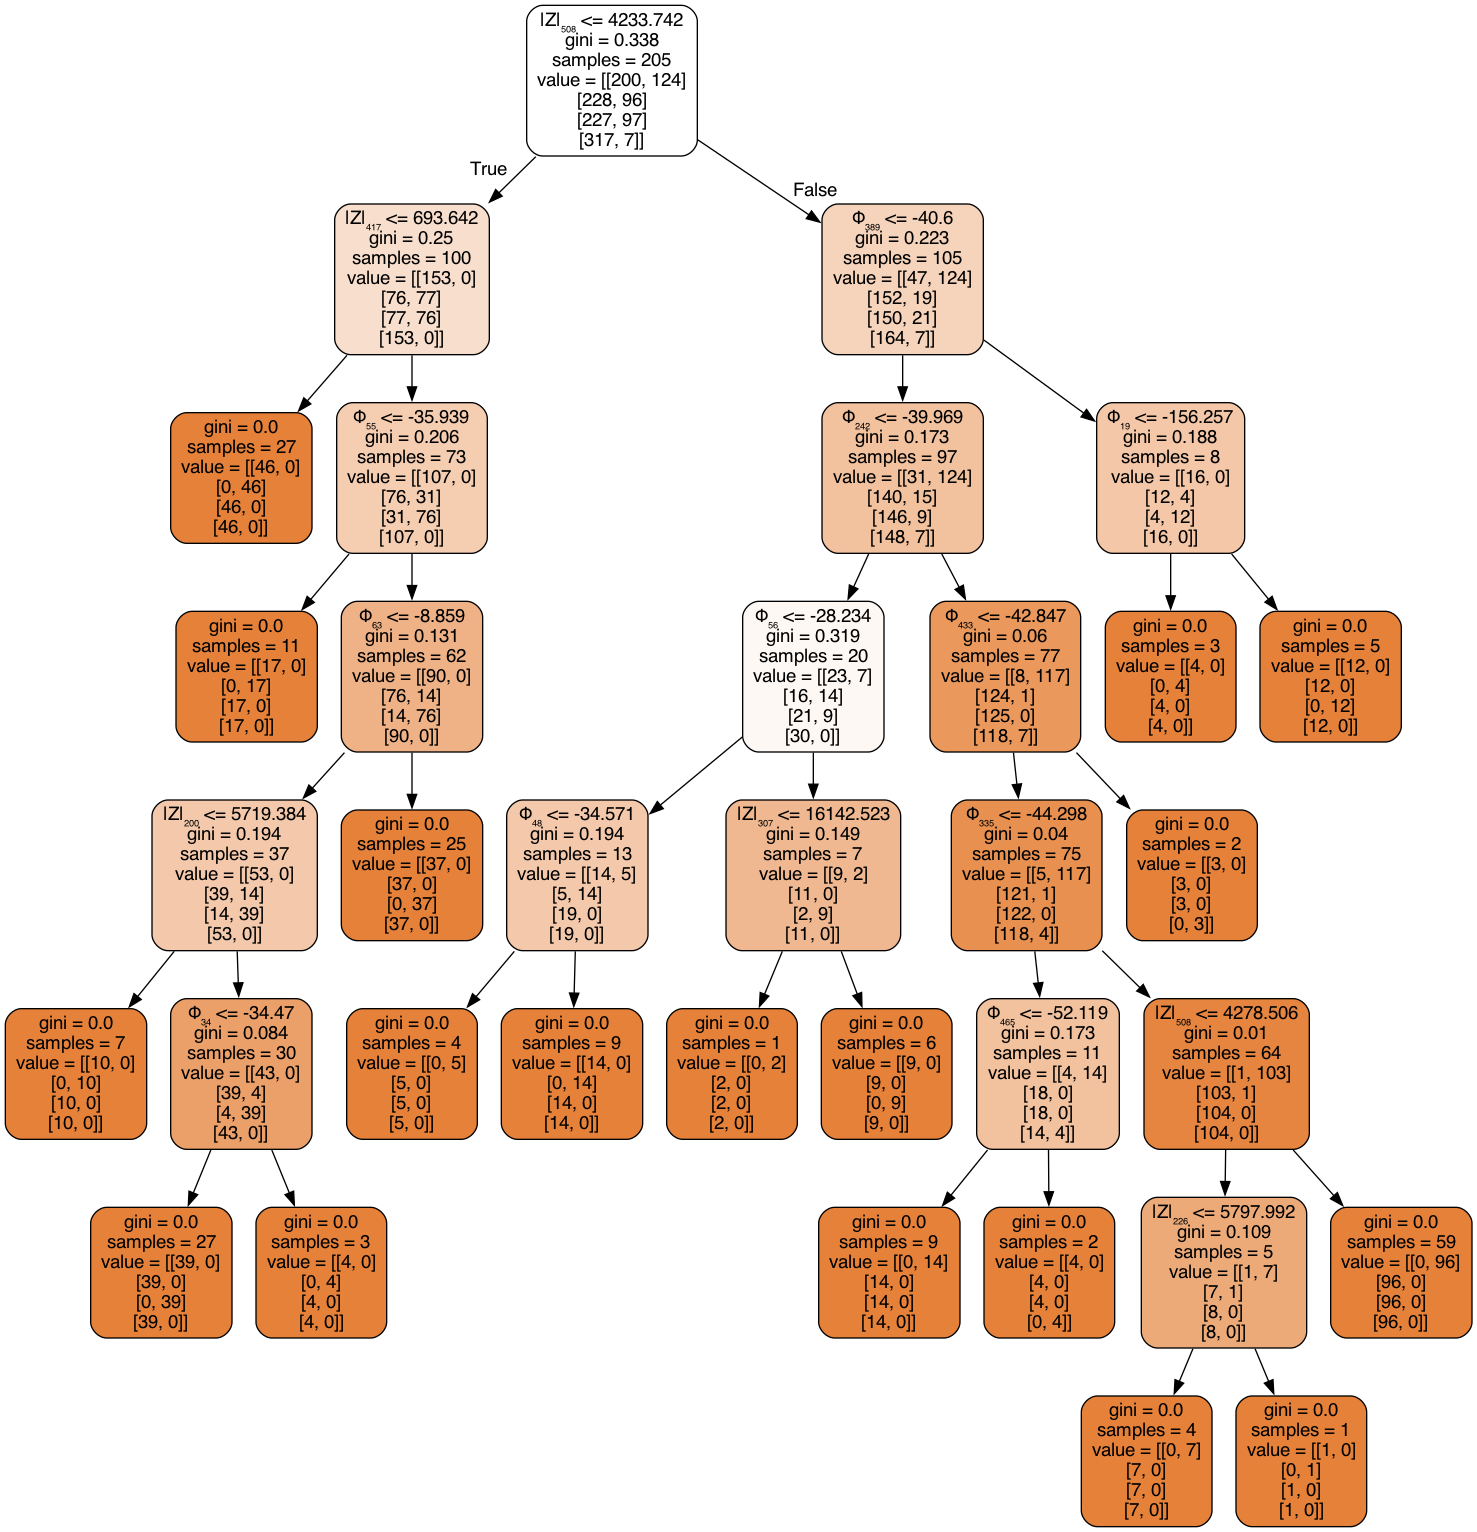 |Z|₅₀₈ <= 4233.742
gini = 0.338
samples = 205
value = [[200, 124]
[228, 96]
[227, 97]
[317, 7]]
True
False
|Z|₄₁₇ <= 693.642
gini = 0.25
samples = 100
value = [[153, 0]
[76, 77]
[77, 76]
[153, 0]]
Φ₃₈₉ <= -40.6
gini = 0.223
samples = 105
value = [[47, 124]
[152, 19]
[150, 21]
[164, 7]]
gini = 0.0
samples = 27
value = [[46, 0]
[0, 46]
[46, 0]
[46, 0]]
Φ₅₅ <= -35.939
gini = 0.206
samples = 73
value = [[107, 0]
[76, 31]
[31, 76]
[107, 0]]
Φ₂₄₂ <= -39.969
gini = 0.173
samples = 97
value = [[31, 124]
[140, 15]
[146, 9]
[148, 7]]
Φ₁₉ <= -156.257
gini = 0.188
samples = 8
value = [[16, 0]
[12, 4]
[4, 12]
[16, 0]]
gini = 0.0
samples = 11
value = [[17, 0]
[0, 17]
[17, 0]
[17, 0]]
Φ₆₃ <= -8.859
gini = 0.131
samples = 62
value = [[90, 0]
[76, 14]
[14, 76]
[90, 0]]
Φ₅₆ <= -28.234
gini = 0.319
samples = 20
value = [[23, 7]
[16, 14]
[21, 9]
[30, 0]]
Φ₄₃₃ <= -42.847
gini = 0.06
samples = 77
value = [[8, 117]
[124, 1]
[125, 0]
[118, 7]]
gini = 0.0
samples = 3
value = [[4, 0]
[0, 4]
[4, 0]
[4, 0]]
gini = 0.0
samples = 5
value = [[12, 0]
[12, 0]
[0, 12]
[12, 0]]
|Z|₂₀₀ <= 5719.384
gini = 0.194
samples = 37
value = [[53, 0]
[39, 14]
[14, 39]
[53, 0]]
gini = 0.0
samples = 25
value = [[37, 0]
[37, 0]
[0, 37]
[37, 0]]
Φ₄₈ <= -34.571
gini = 0.194
samples = 13
value = [[14, 5]
[5, 14]
[19, 0]
[19, 0]]
|Z|₃₀₇ <= 16142.523
gini = 0.149
samples = 7
value = [[9, 2]
[11, 0]
[2, 9]
[11, 0]]
Φ₃₃₅ <= -44.298
gini = 0.04
samples = 75
value = [[5, 117]
[121, 1]
[122, 0]
[118, 4]]
gini = 0.0
samples = 2
value = [[3, 0]
[3, 0]
[3, 0]
[0, 3]]
gini = 0.0
samples = 7
value = [[10, 0]
[0, 10]
[10, 0]
[10, 0]]
Φ₃₄ <= -34.47
gini = 0.084
samples = 30
value = [[43, 0]
[39, 4]
[4, 39]
[43, 0]]
gini = 0.0
samples = 4
value = [[0, 5]
[5, 0]
[5, 0]
[5, 0]]
gini = 0.0
samples = 9
value = [[14, 0]
[0, 14]
[14, 0]
[14, 0]]
gini = 0.0
samples = 1
value = [[0, 2]
[2, 0]
[2, 0]
[2, 0]]
gini = 0.0
samples = 6
value = [[9, 0]
[9, 0]
[0, 9]
[9, 0]]
Φ₄₆₅ <= -52.119
gini = 0.173
samples = 11
value = [[4, 14]
[18, 0]
[18, 0]
[14, 4]]
|Z|₅₀₈ <= 4278.506
gini = 0.01
samples = 64
value = [[1, 103]
[103, 1]
[104, 0]
[104, 0]]
gini = 0.0
samples = 27
value = [[39, 0]
[39, 0]
[0, 39]
[39, 0]]
gini = 0.0
samples = 3
value = [[4, 0]
[0, 4]
[4, 0]
[4, 0]]
gini = 0.0
samples = 9
value = [[0, 14]
[14, 0]
[14, 0]
[14, 0]]
gini = 0.0
samples = 2
value = [[4, 0]
[4, 0]
[4, 0]
[0, 4]]
|Z|₂₂₆ <= 5797.992
gini = 0.109
samples = 5
value = [[1, 7]
[7, 1]
[8, 0]
[8, 0]]
gini = 0.0
samples = 59
value = [[0, 96]
[96, 0]
[96, 0]
[96, 0]]
gini = 0.0
samples = 4
value = [[0, 7]
[7, 0]
[7, 0]
[7, 0]]
gini = 0.0
samples = 1
value = [[1, 0]
[0, 1]
[1, 0]
[1, 0]]